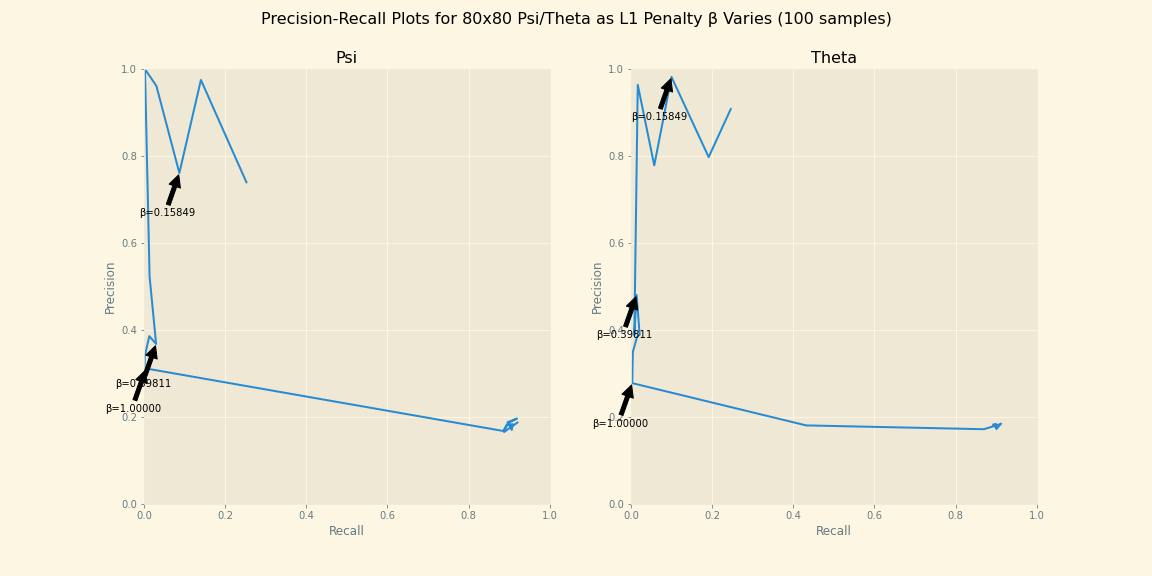 Precision-Recall Plots for 80x80 Psi/Theta as L1 Penalty β Varies (100 samples)
Psi
Precision
1.0
0.8
0.6
0.4
0.2
0.0
β=0.15849
β=0.39811
β=1.00000
0.0 0.2 0.4 0.6 0.8 1.0
Recall
Theta
Precision
1.0
0.8
0.6
0.4
0.2
0.0
β=0.15849
β=0.39811
β=1.00000
0.0 0.2 0.4 0.6 0.8 1.0
Recall